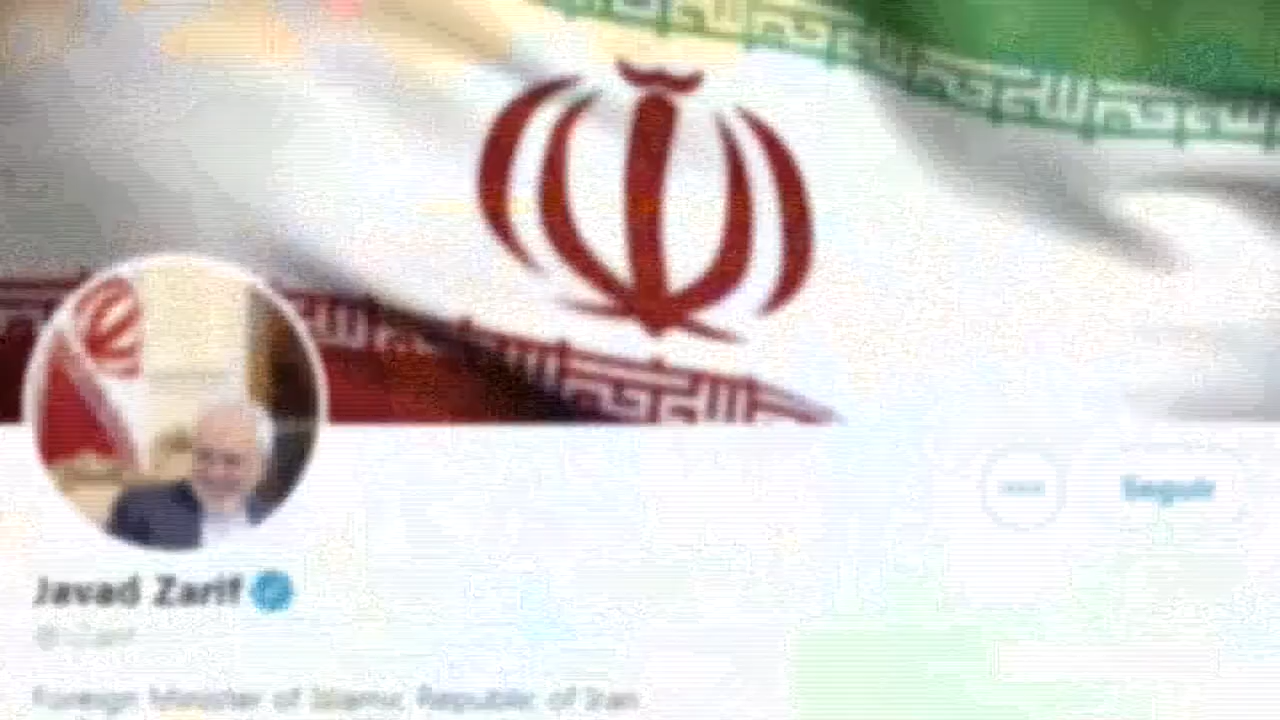 Seguir
Javad Zarif
Foreign Minister of Islamic Republic of Iran